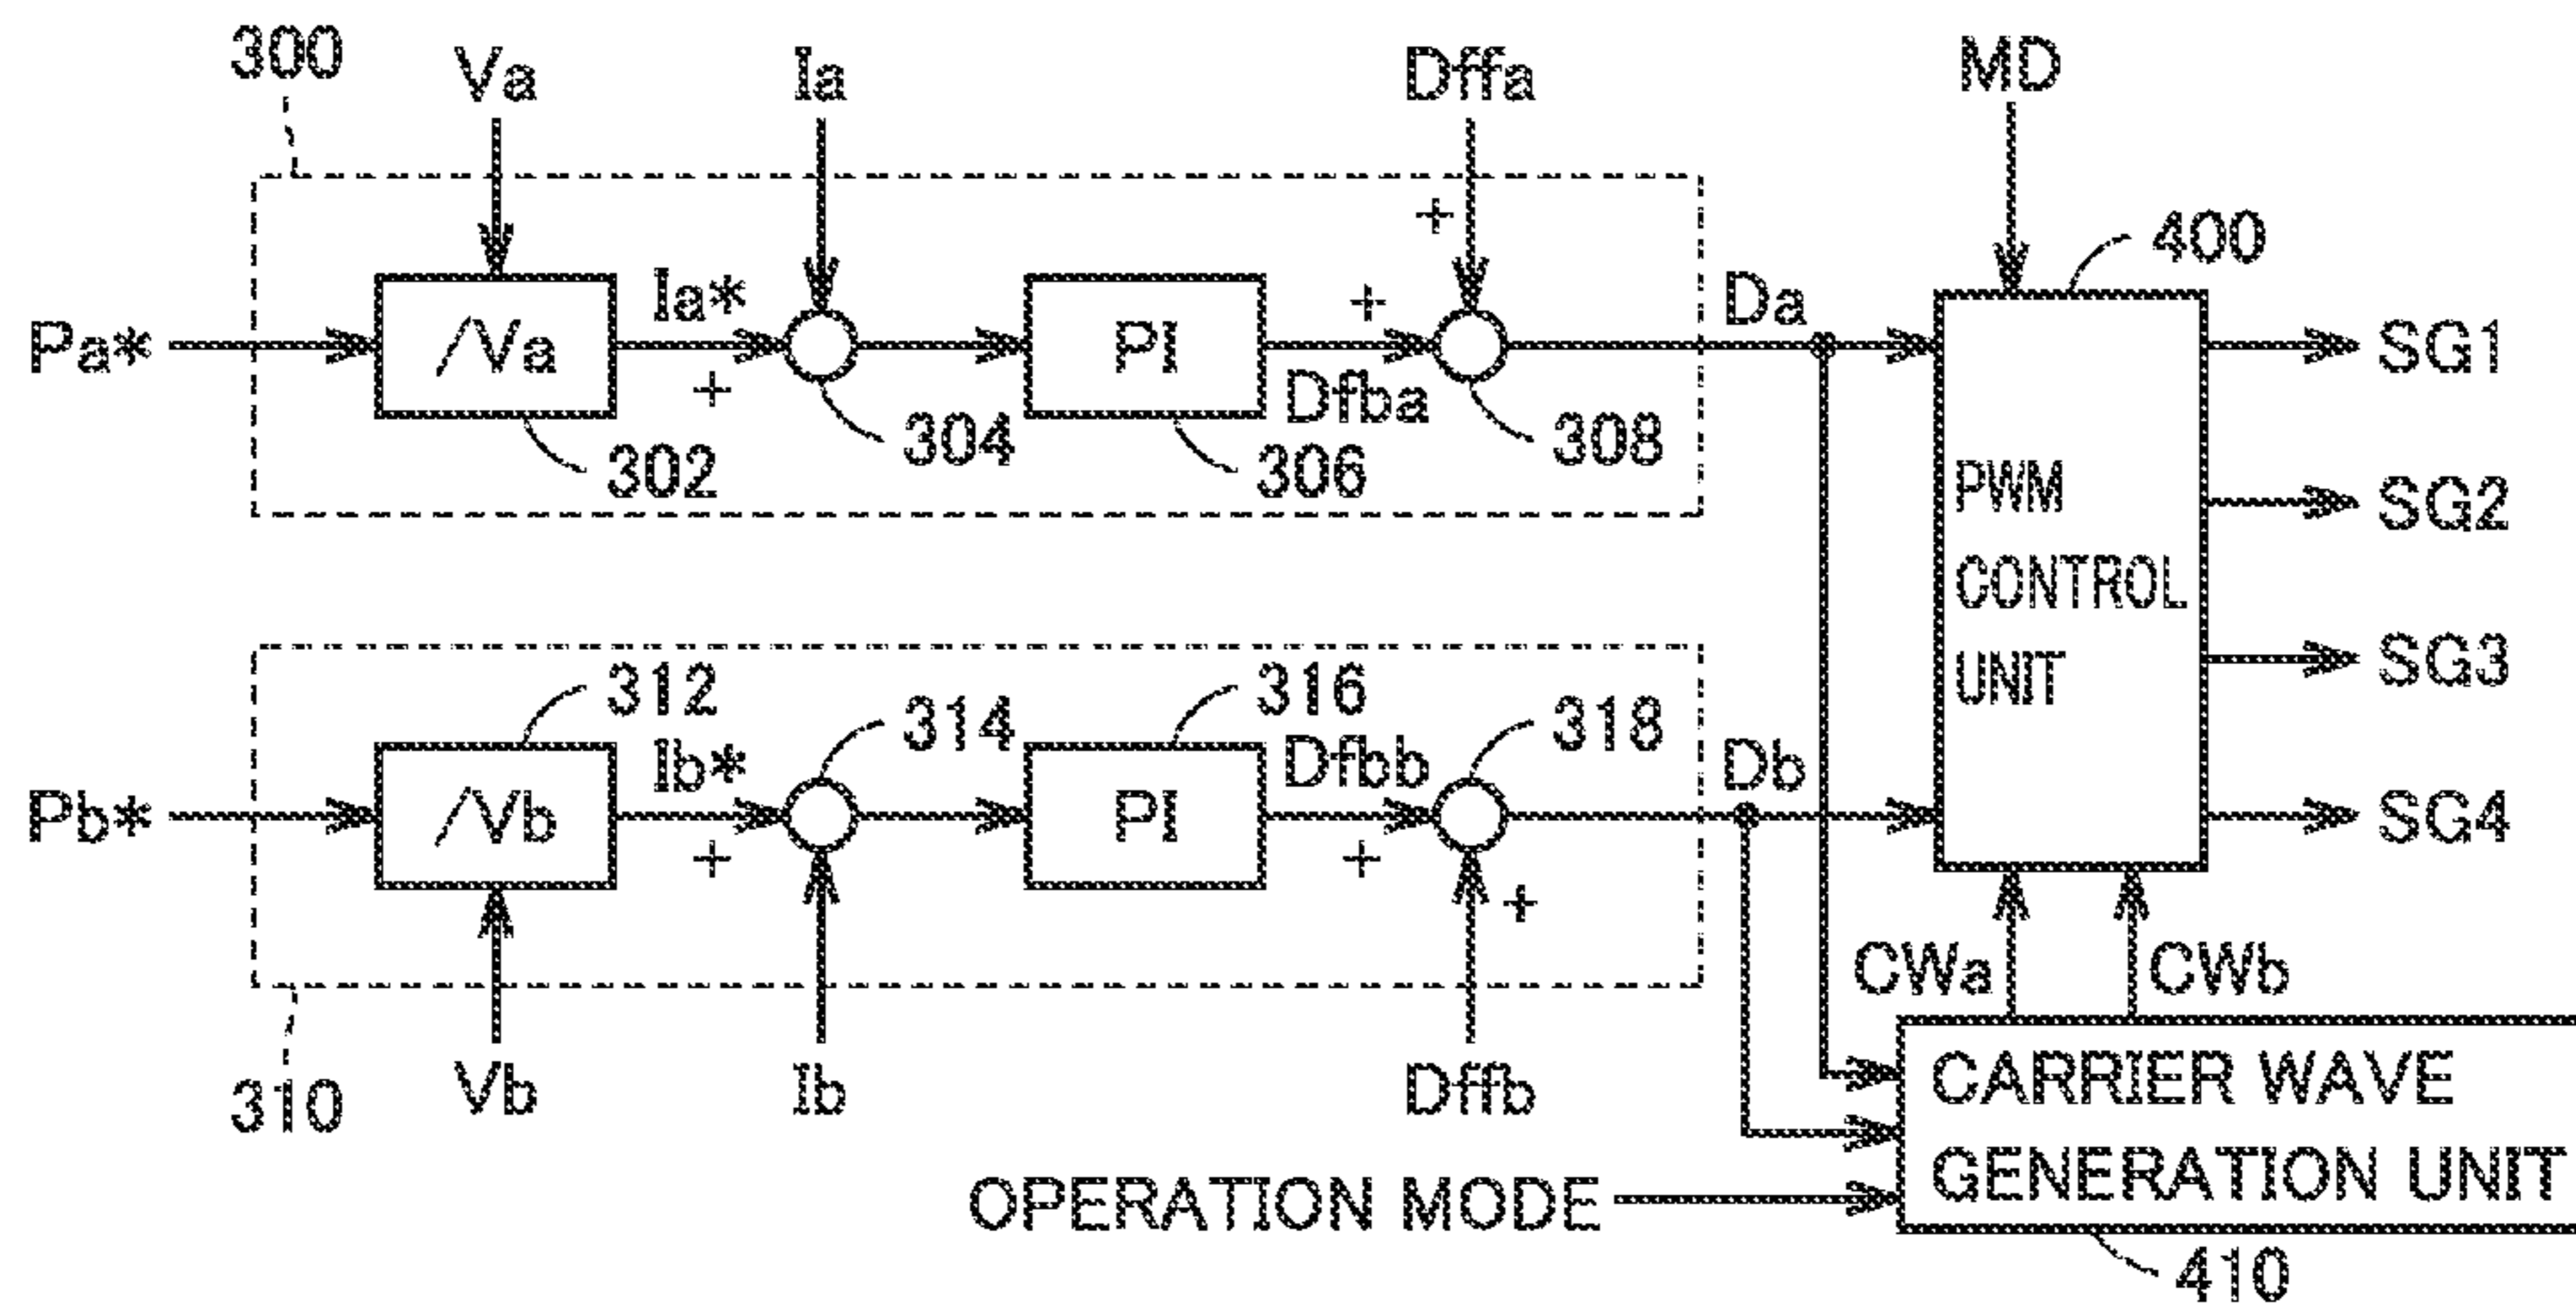 300
Va
Ia
Dffa
MD
400
Pa*
/Va
Ia*
+
+
+
PI
Dfba
Da
302
304
306
308
PWM
CONTROL
UNIT
SG1
SG2
SG3
SG4
312
314
316
318
Pb*
/Vb
Ib*
+
PI
Dfbb
+
+
Db
310
Vb
Ib
Dffb
CWa
CWb
CARRIER WAVE
GENERATION UNIT
OPERATION MODE
410